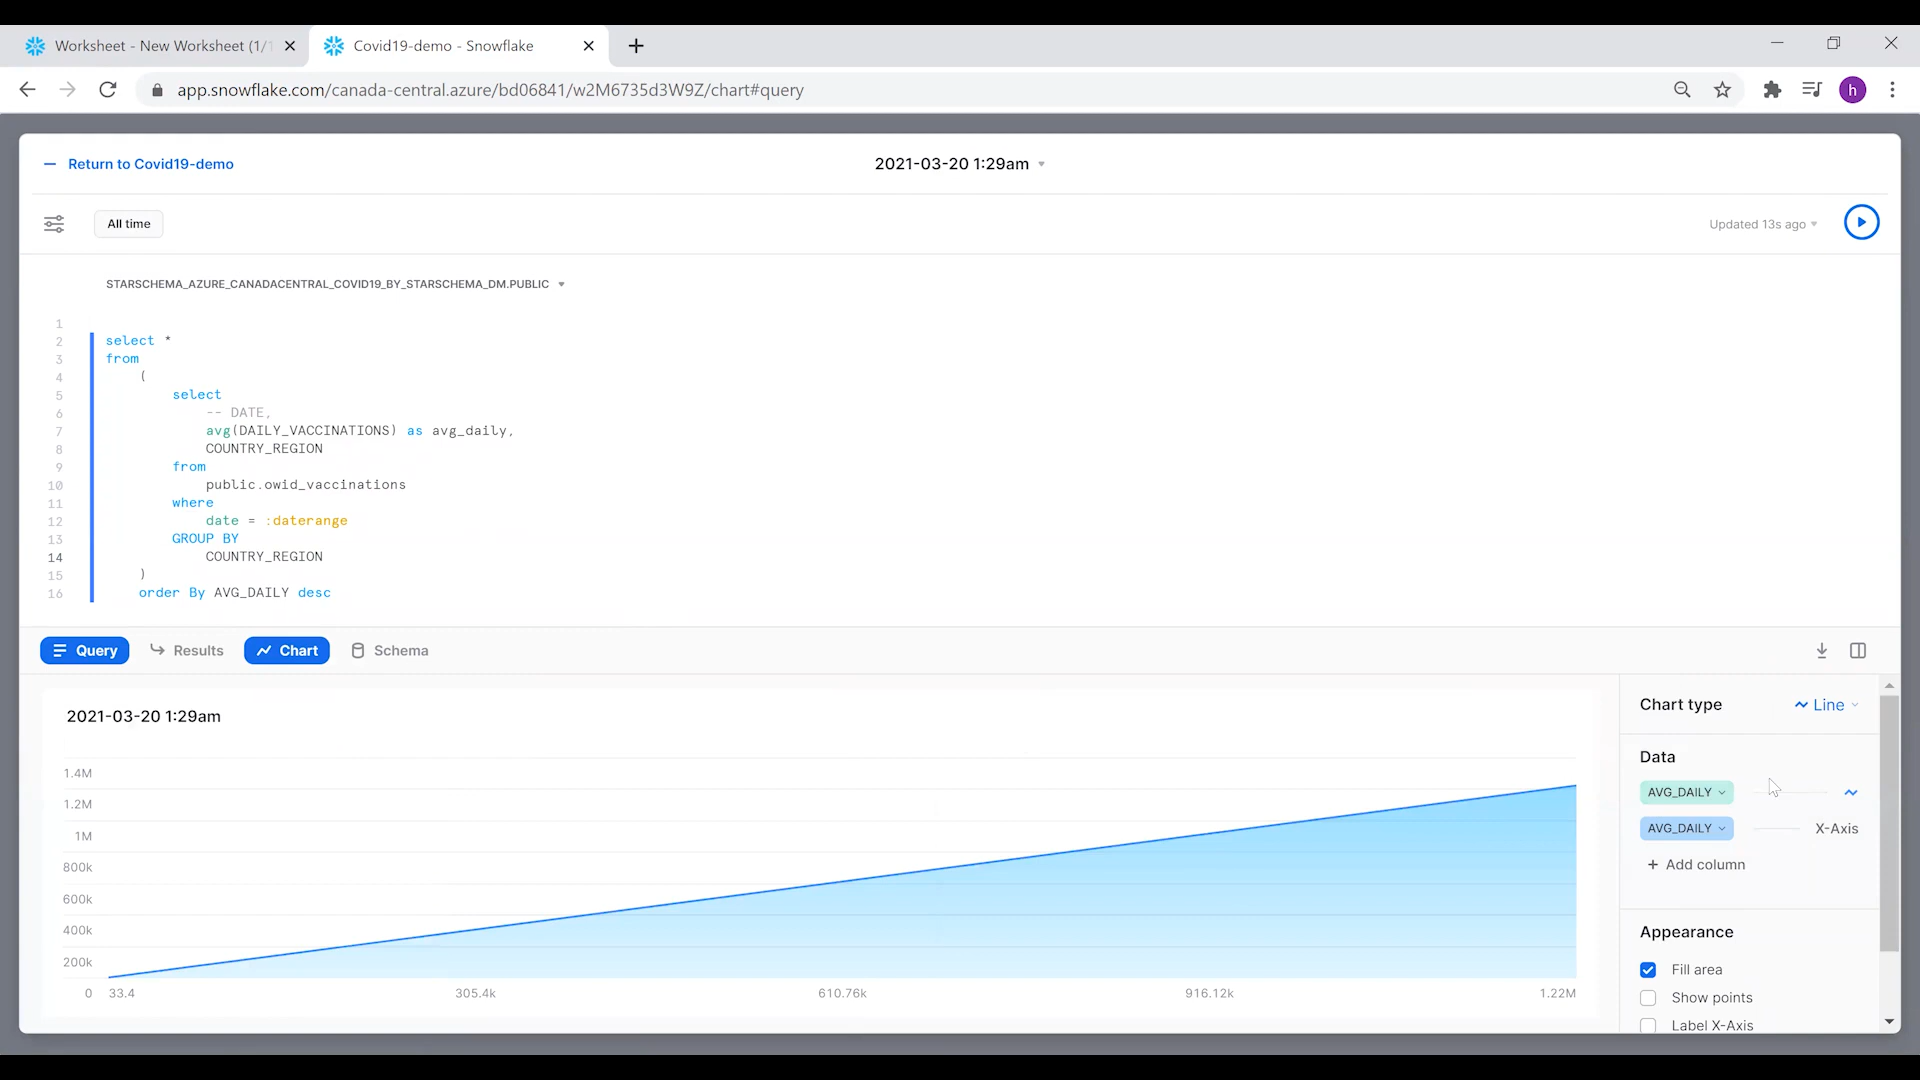 Worksheet - New Worksheet (1/1
Covid19-demo - Snowflake
app.snowflake.com/canada-central.azure/bd06841/w2M6735d3W9Z/chart#query
h
Return to Covid19-demo
2021-03-20 1:29am
All time
Updated 13s ago
STARSCHEMA_AZURE_CANADACENTRAL_COVID19_BY_STARSCHEMA_DM.PUBLIC
1
2 select *
3 from
4 (
5 select
6 -- DATE,
7 avg(DAILY_VACCINATIONS) as avg_daily,
8 COUNTRY_REGION
9 from
10 public.owid_vaccinations
11 where
12 date = :daterange
13 GROUP BY
14 COUNTRY_REGION
15 )
16 order By AVG_DAILY desc
Query Results Chart Schema
2021-03-20 1:29am
1.4M
1.2M
1M
800k
600k
400k
200k
0 33.4 305.4k 610.76k 916.12k 1.22M
Chart type Line
Data
AVG_DAILY
AVG_DAILY X-Axis
+ Add column
Appearance
Fill area
Show points
Label X-Axis